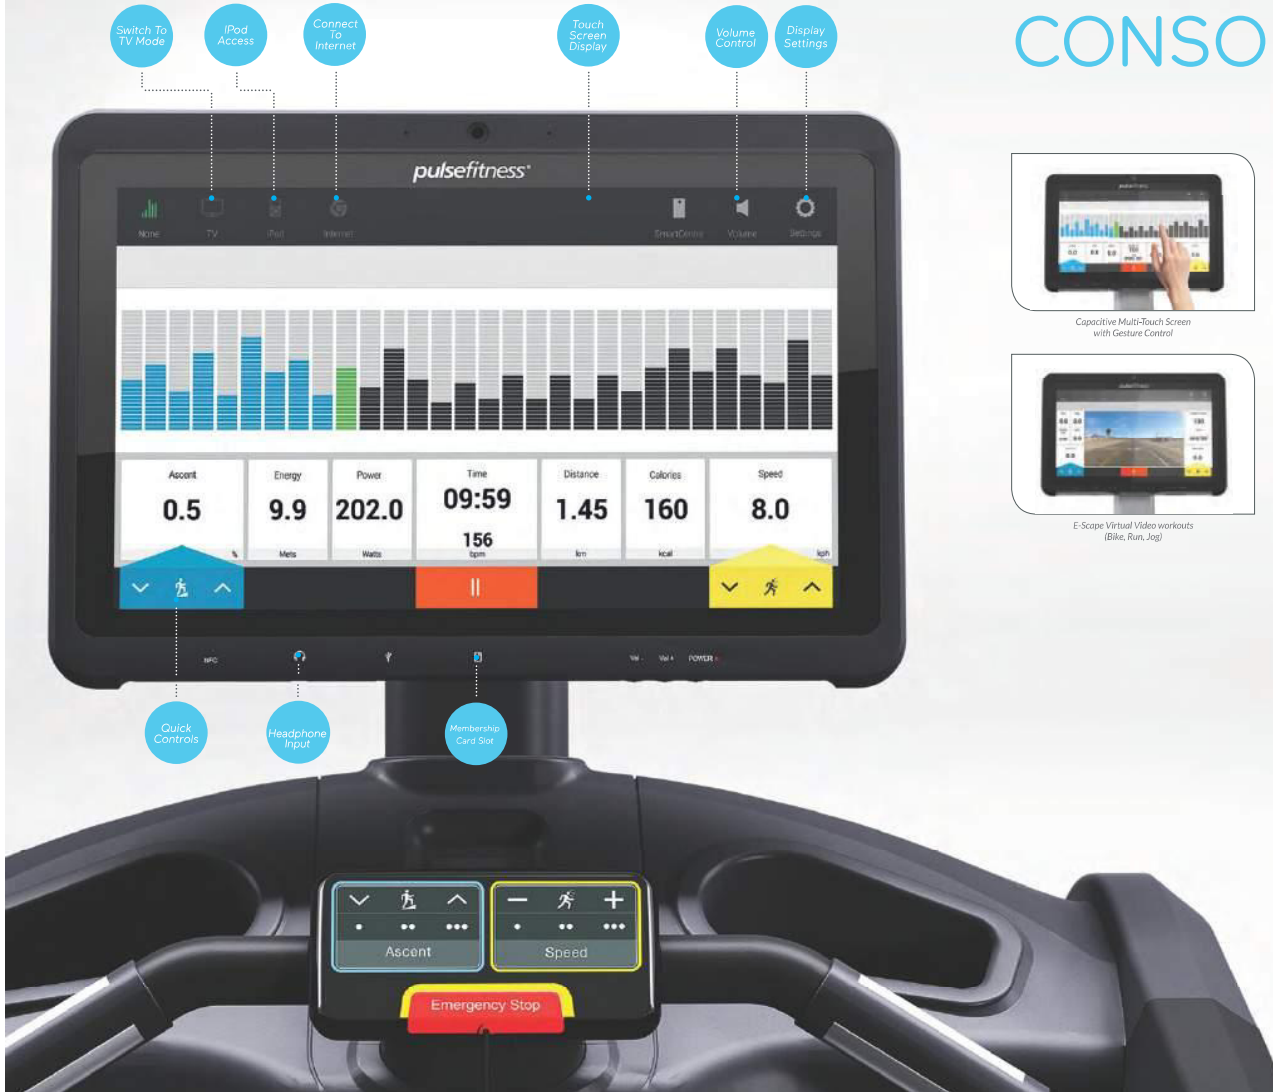 Switch To
TV Mode
IPod
Access
Connect
To
Internet
Touch
Screen
Display
Volume
Control
Display
Settings
CONSO
pulsefitness
None
TV
iPod
Internet
SmartCentre
Volume
Settings
Ascent
0.5
%
Energy
9.9
Mets
Power
202.0
Watts
Time
09:59
156
bpm
Distance
1.45
km
Calories
160
kcal
Speed
8.0
kph
NFC
Vol -
Vol +
POWER
Quick
Controls
Headphone
Input
Membership
Card Slot
Ascent
Speed
Emergency Stop
pulsefitness
Capacitive Multi-Touch Screen
with Gesture Control
pulsefitness
E-Scape Virtual Video workouts
(Bike, Run, Jog)